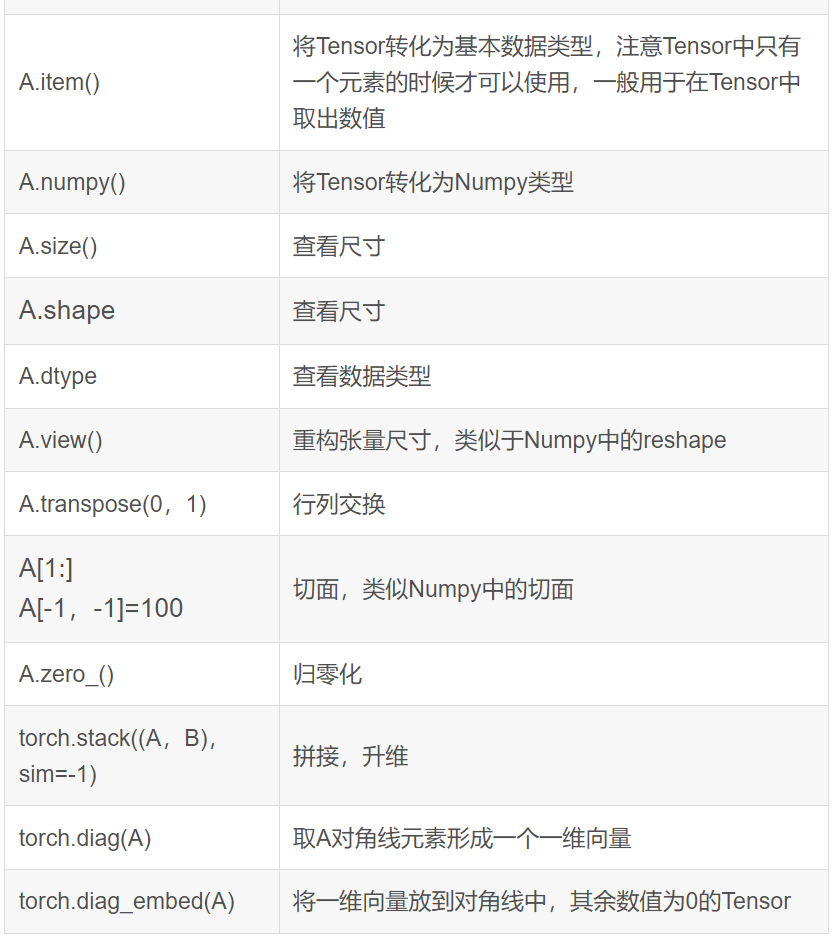 A.item()
将Tensor转化为基本数据类型，注意Tensor中只有
一个元素的时候才可以使用，一般用于在Tensor中
取出数值
A.numpy()
将Tensor转化为Numpy类型
A.size()
查看尺寸
A.shape
查看尺寸
A.dtype
查看数据类型
A.view()
重构张量尺寸，类似于Numpy中的reshape
A.transpose(0，1)
行列交换
A[1:]
A[-1，-1]=100
切面，类似Numpy中的切面
A.zero_()
归零化
torch.stack((A，B)，
sim=-1)
拼接，升维
torch.diag(A)
取A对角线元素形成一个一维向量
torch.diag_embed(A)
将一维向量放到对角线中，其余数值为0的Tensor